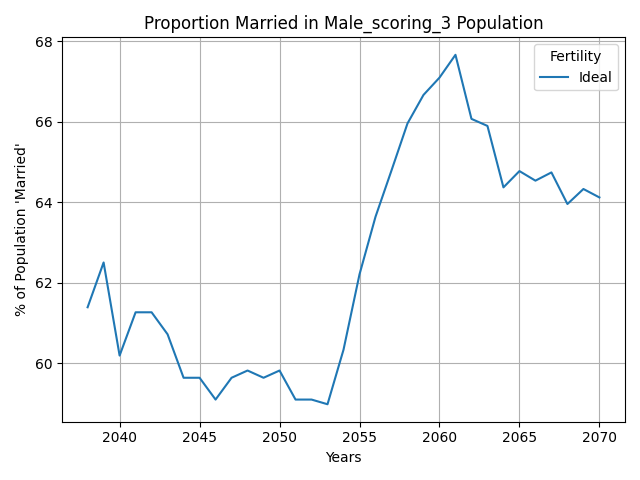 Proportion Married in Male_scoring_3 Population
% of Population 'Married'
68
66
64
62
60
Fertility
Ideal
2040 2045 2050 2055 2060 2065 2070
Years